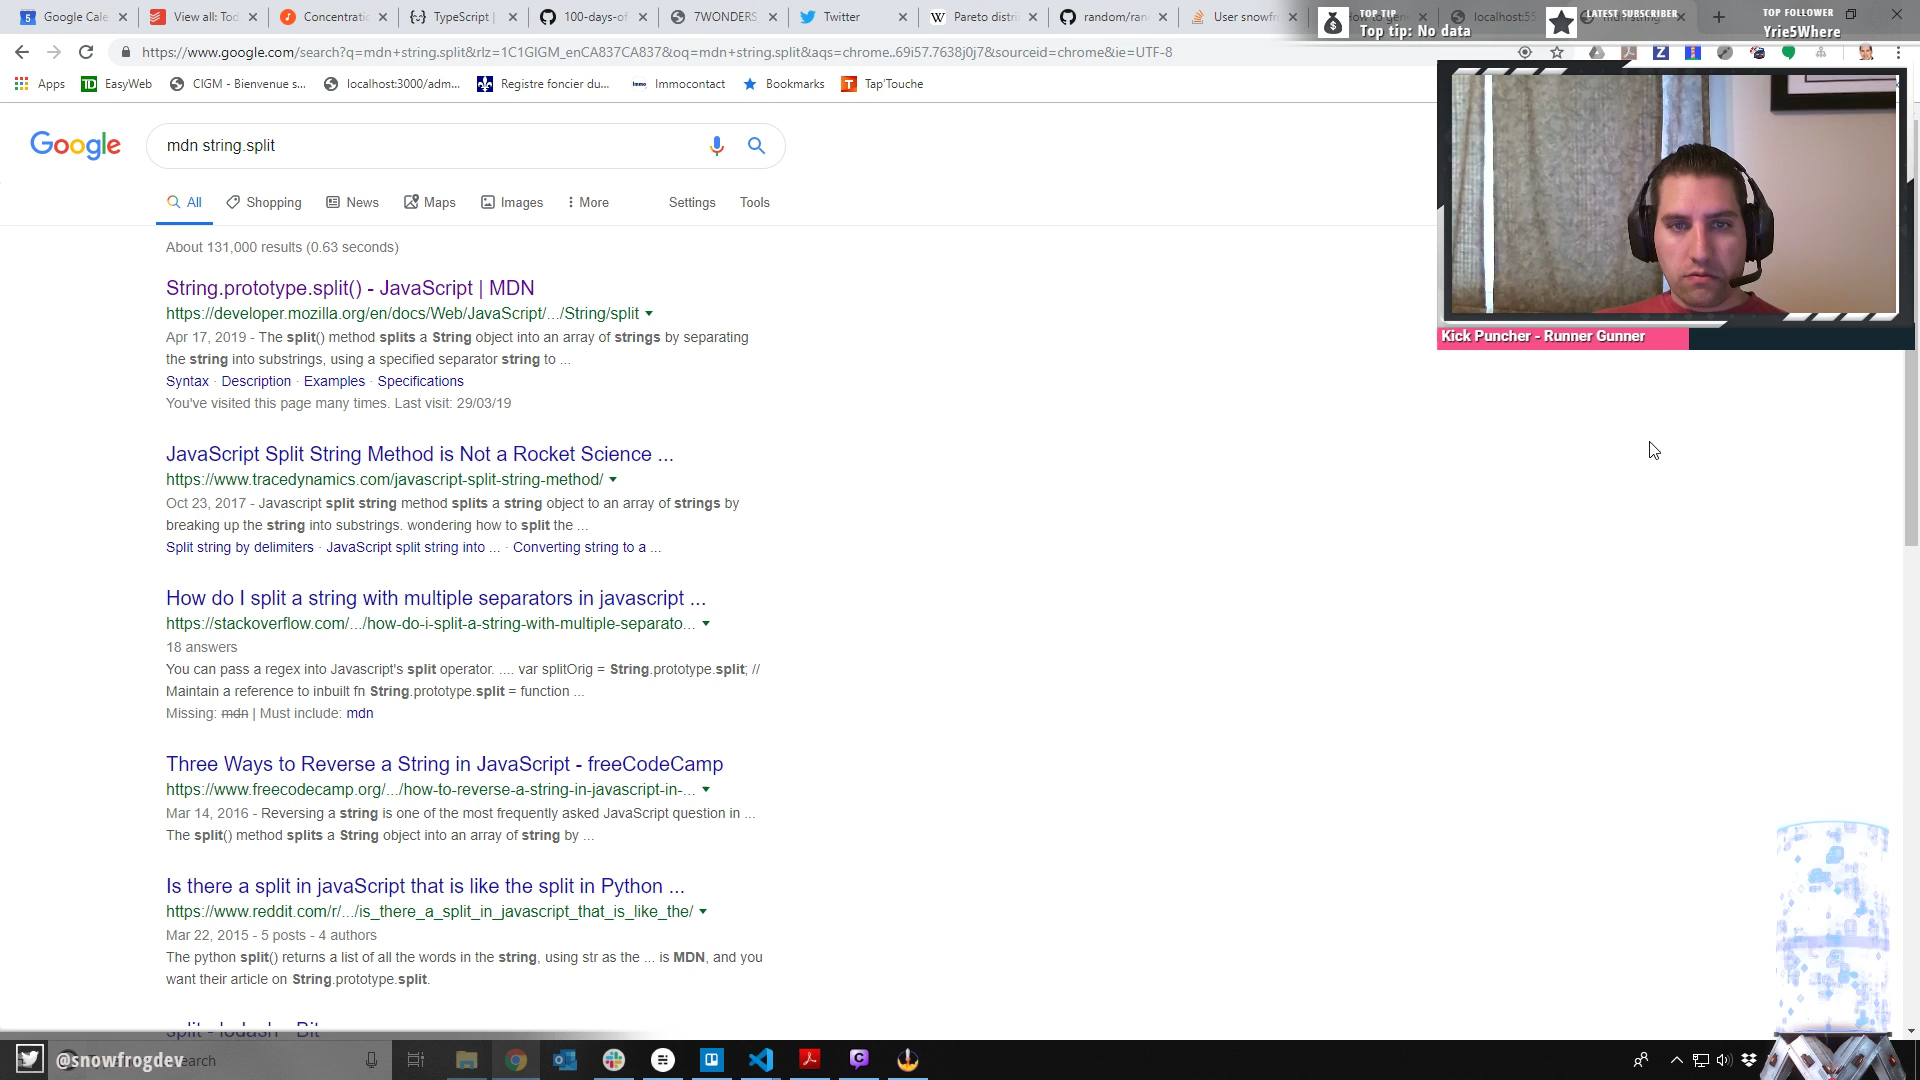 Google Cale
View all: Tod
Concentratio
TypeScript |
100-days-of
7WONDERS
Twitter
Pareto distri
random/ran
User snowfr
localhost:55
TOP TIP
Top tip: No data
LATEST SUBSCRIBER
TOP FOLLOWER
Yrie5Where
https://www.google.com/search?q=mdn+string.split&rlz=1C1GIGM_enCA837CA837&oq=mdn+string.split&aqs=chrome..69i57.7638j0j7&sourceid=chrome&ie=UTF-8
Apps
EasyWeb
CIGM - Bienvenue s...
localhost:3000/adm...
Registre foncier du...
Immocontact
Bookmarks
Tap'Touche
Google
mdn string.split
All
Shopping
News
Maps
Images
More
Settings
Tools
About 131,000 results (0.63 seconds)
String.prototype.split() - JavaScript | MDN
https://developer.mozilla.org/en/docs/Web/JavaScript/.../String/split
Apr 17, 2019 - The split() method splits a String object into an array of strings by separating
the string into substrings, using a specified separator string to ...
Syntax · Description · Examples · Specifications
You've visited this page many times. Last visit: 29/03/19
JavaScript Split String Method is Not a Rocket Science ...
https://www.tracedynamics.com/javascript-split-string-method/
Oct 23, 2017 - Javascript split string method splits a string object to an array of strings by
breaking up the string into substrings. wondering how to split the ...
Split string by delimiters · JavaScript split string into ... · Converting string to a ...
How do I split a string with multiple separators in javascript ...
https://stackoverflow.com/.../how-do-i-split-a-string-with-multiple-separato...
18 answers
You can pass a regex into Javascript's split operator. .... var splitOrig = String.prototype.split; //
Maintain a reference to inbuilt fn String.prototype.split = function ...
Missing: mdn | Must include: mdn
Three Ways to Reverse a String in JavaScript - freeCodeCamp
https://www.freecodecamp.org/.../how-to-reverse-a-string-in-javascript-in-...
Mar 14, 2016 - Reversing a string is one of the most frequently asked JavaScript question in ...
The split() method splits a String object into an array of string by ...
Is there a split in javaScript that is like the split in Python ...
https://www.reddit.com/r/.../is_there_a_split_in_javascript_that_is_like_the/
Mar 22, 2015 - 5 posts - 4 authors
The python split() returns a list of all the words in the string, using str as the ... is MDN, and you
want their article on String.prototype.split.
split - lodash - Bit
Kick Puncher - Runner Gunner
@snowfrogdev